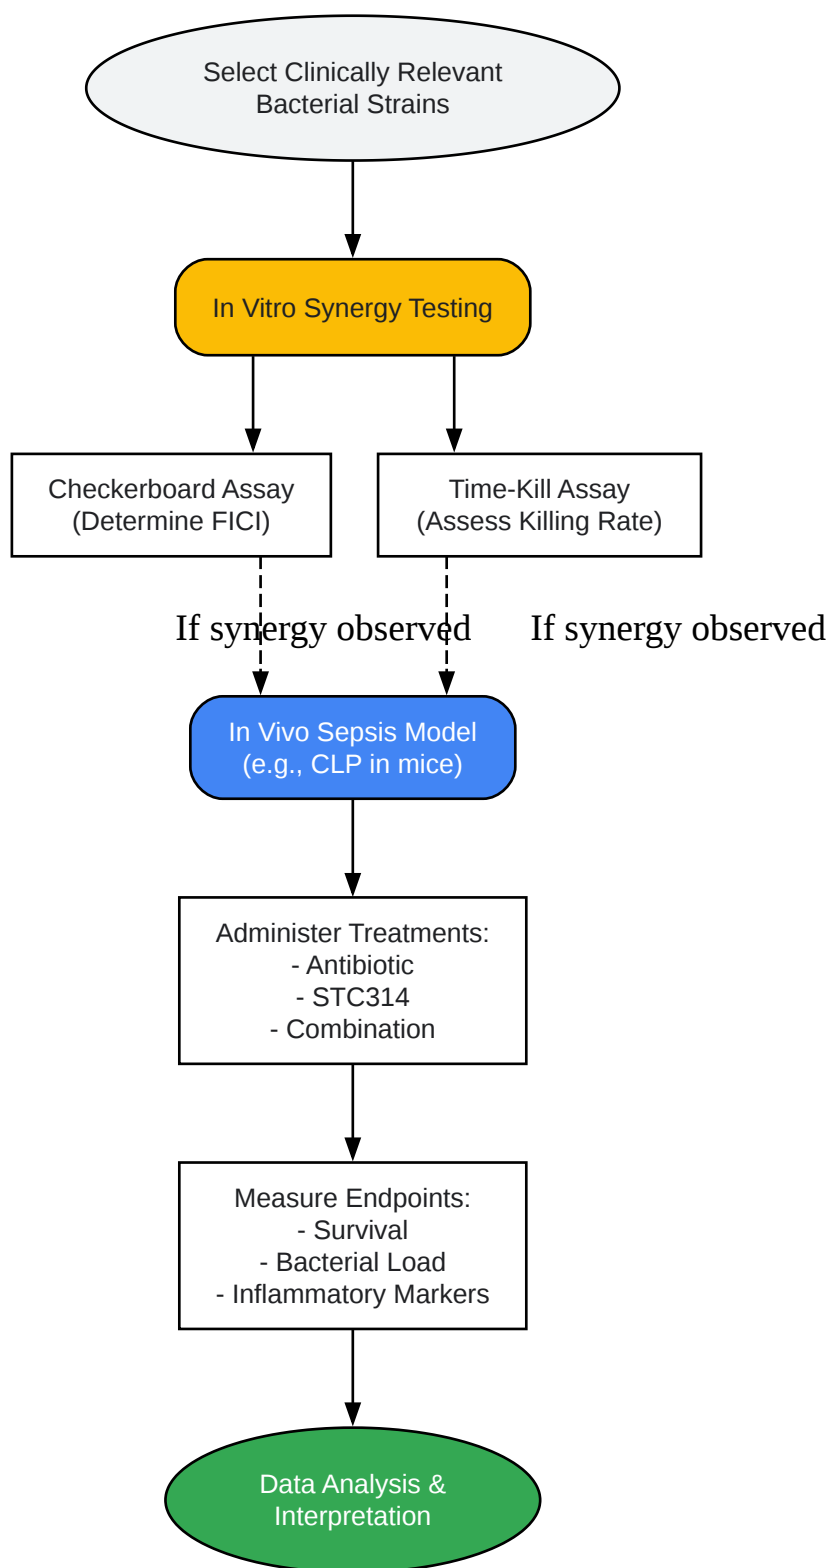 Select Clinically Relevant
Bacterial Strains
In Vitro Synergy Testing
Checkerboard Assay
(Determine FICI)
Time-Kill Assay
(Assess Killing Rate)
If synergy observed
If synergy observed
In Vivo Sepsis Model
(e.g., CLP in mice)
Administer Treatments:
- Antibiotic
- STC314
- Combination
Measure Endpoints:
- Survival
- Bacterial Load
- Inflammatory Markers
Data Analysis &
Interpretation